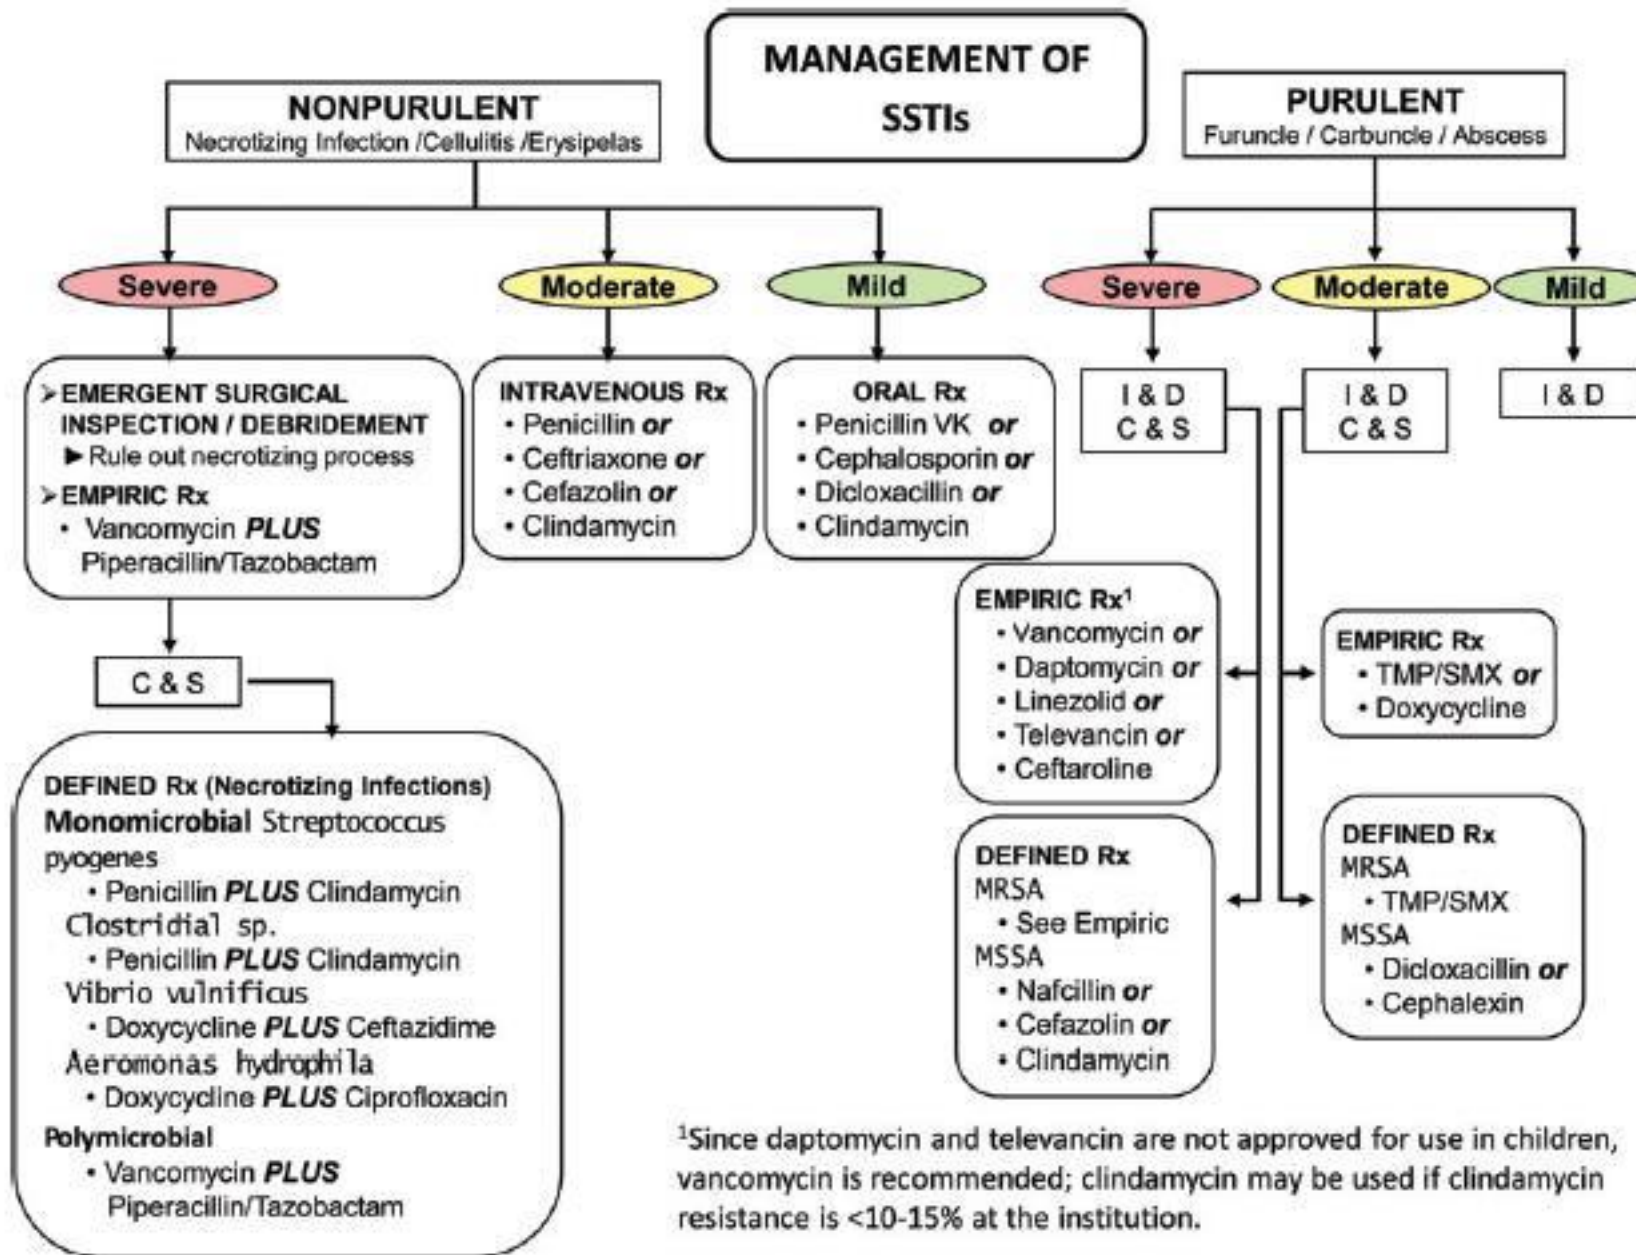 MANAGEMENT OF
SSTIs
NONPURULENT
Necrotizing Infection /Cellulitis /Erysipelas
Severe
Moderate
Mild
➢EMERGENT SURGICAL
INSPECTION / DEBRIDEMENT
►Rule out necrotizing process
➢EMPIRIC Rx
• Vancomycin PLUS
Piperacillin/Tazobactam
C & S
DEFINED Rx (Necrotizing Infections)
Monomicrobial Streptococcus
pyogenes
• Penicillin PLUS Clindamycin
Clostridial sp.
• Penicillin PLUS Clindamycin
Vibrio vulnificus
• Doxycycline PLUS Ceftazidime
Aeromonas hydrophila
• Doxycycline PLUS Ciprofloxacin
Polymicrobial
• Vancomycin PLUS
Piperacillin/Tazobactam
INTRAVENOUS Rx
• Penicillin or
• Ceftriaxone or
• Cefazolin or
• Clindamycin
ORAL Rx
• Penicillin VK or
• Cephalosporin or
• Dicloxacillin or
• Clindamycin
PURULENT
Furuncle / Carbuncle / Abscess
Severe
Moderate
Mild
I & D
C & S
I & D
C & S
I & D
EMPIRIC Rx¹
• Vancomycin or
• Daptomycin or
• Linezolid or
• Televancin or
• Ceftaroline
EMPIRIC Rx
• TMP/SMX or
• Doxycycline
DEFINED Rx
MRSA
• See Empiric
MSSA
• Nafcillin or
• Cefazolin or
• Clindamycin
DEFINED Rx
MRSA
• TMP/SMX
MSSA
• Dicloxacillin or
• Cephalexin
¹Since daptomycin and televancin are not approved for use in children,
vancomycin is recommended; clindamycin may be used if clindamycin
resistance is <10-15% at the institution.